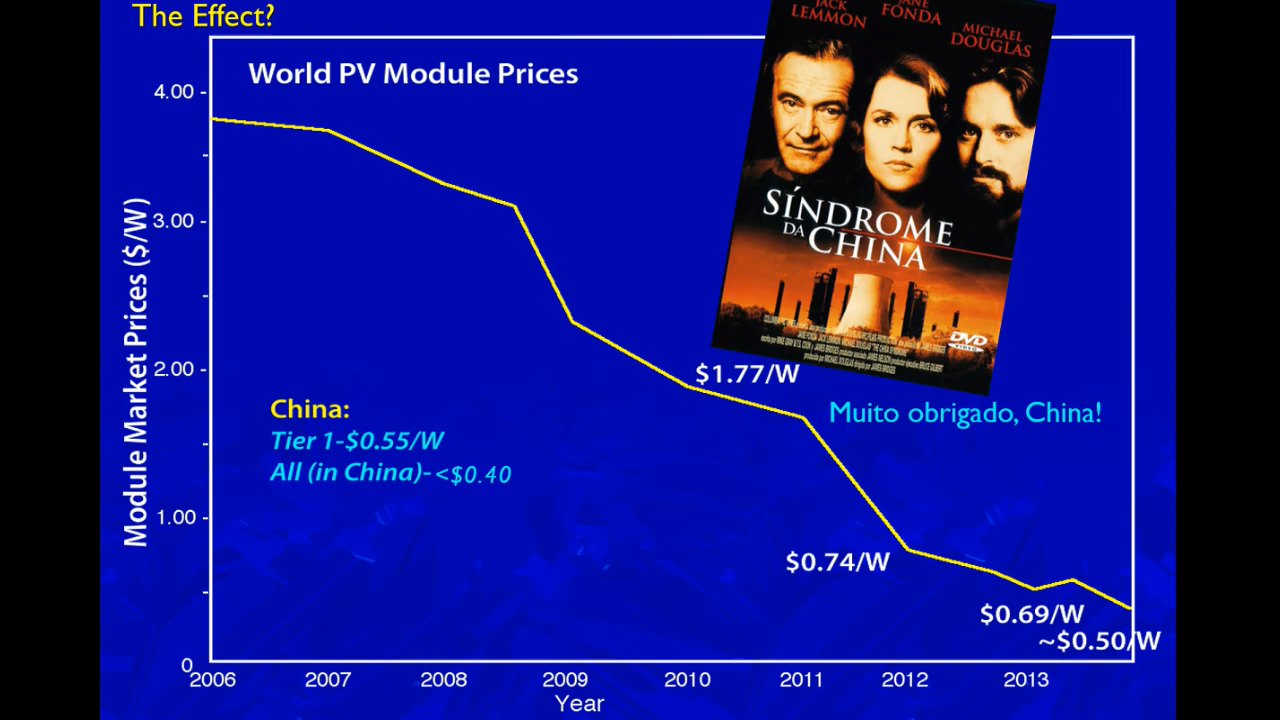 The Effect?
JACK
LEMMON
JANE
FONDA
MICHAEL
DOUGLAS
World PV Module Prices
4.00
3.00
2.00
1.00
0
Module Market Prices ($/W)
SÍNDROME
DA CHINA
DVD
VIDEO
$1.77/W
Muito obrigado, China!
China:
Tier 1-$0.55/W
All (in China)-<$0.40
$0.74/W
$0.69/W
~$0.50/W
2006 2007 2008 2009 2010 2011 2012 2013
Year